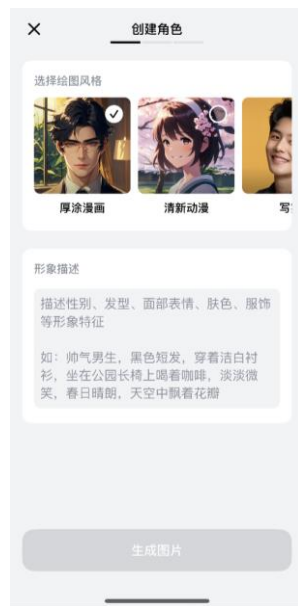 创建角色
选择绘图风格
厚涂漫画
清新动漫
写
形象描述
描述性别、发型、面部表情、肤色、服饰
等形象特征
如：帅气男生，黑色短发，穿着洁白衬
衫，坐在公园长椅上喝着咖啡，淡淡微
笑，春日晴朗，天空中飘着花瓣
生成图片